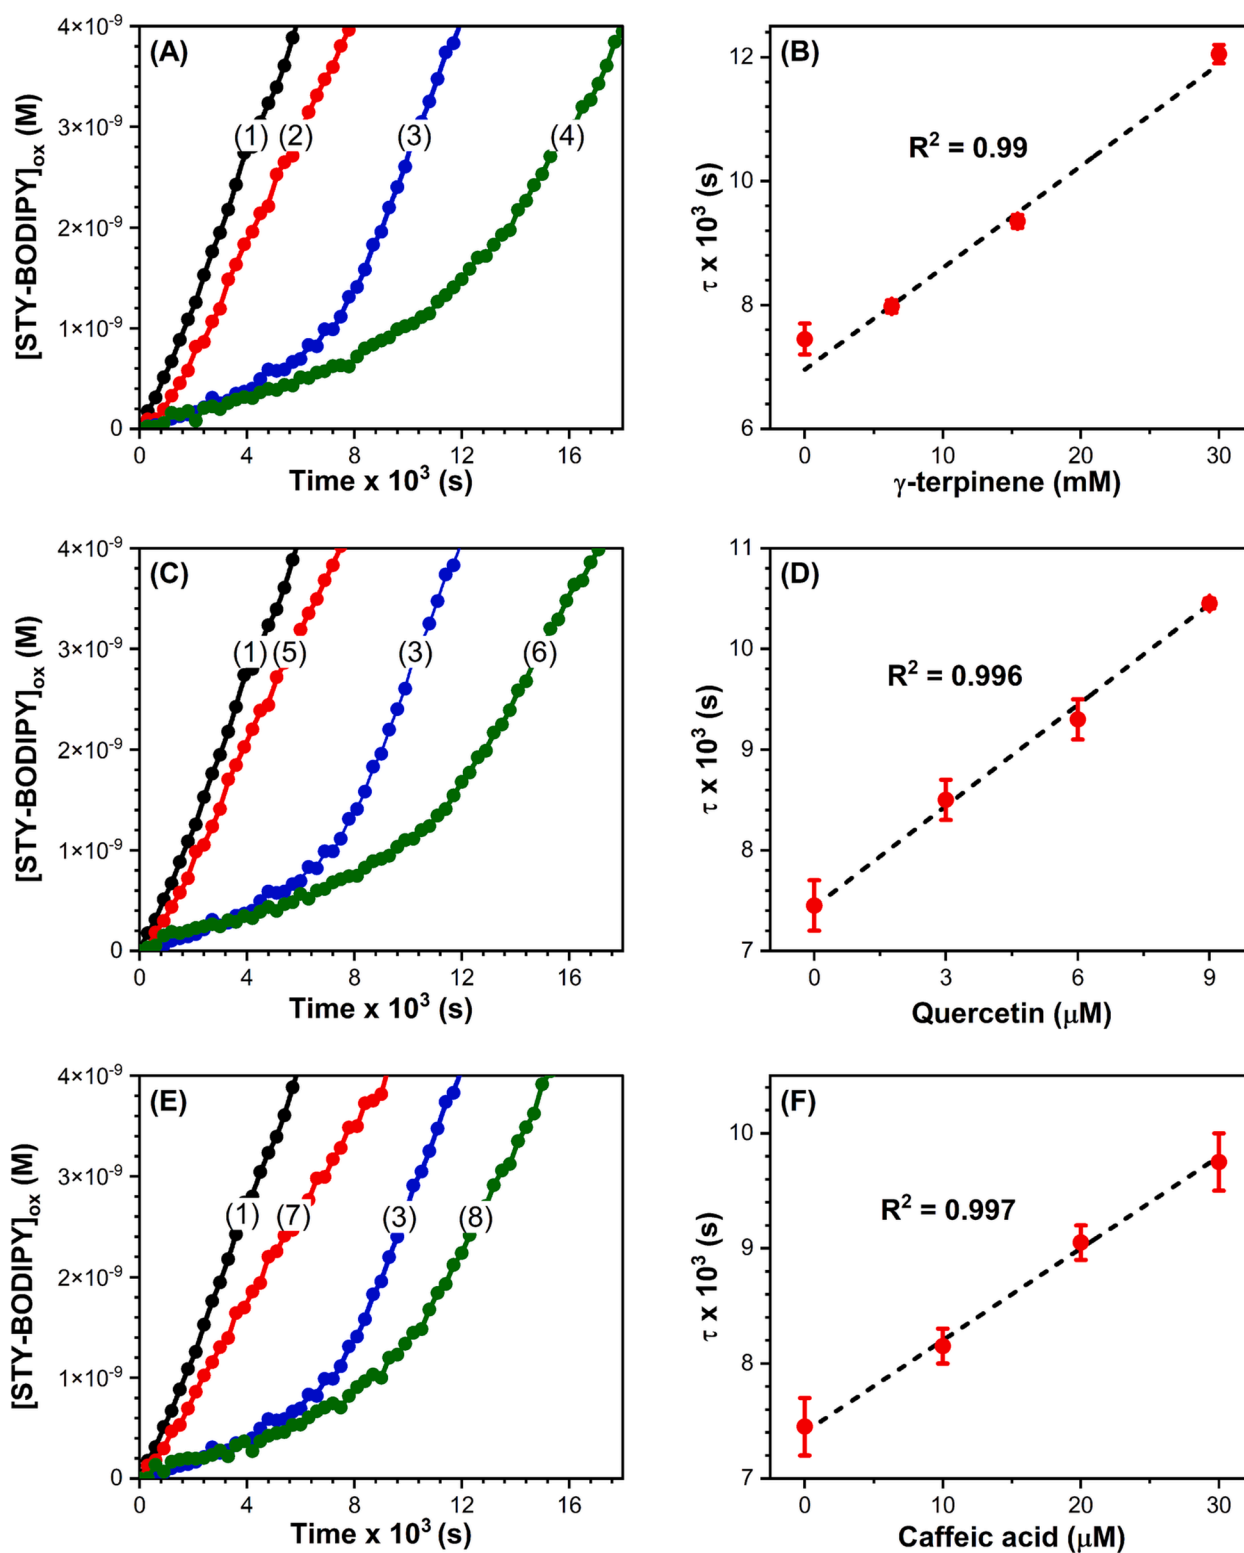 (A)
4×10⁻⁹
3×10⁻⁹
2×10⁻⁹
1×10⁻⁹
0
[STY-BODIPY]ox (M)
(1) (2) (3) (4)
0 4 8 12 16
Time x 10³ (s)
(B)
12
10
8
6
τ x 10³ (s)
R² = 0.99
0 10 20 30
γ-terpinene (mM)
(C)
4×10⁻⁹
3×10⁻⁹
2×10⁻⁹
1×10⁻⁹
0
[STY-BODIPY]ox (M)
(1) (5) (3) (6)
0 4 8 12 16
Time x 10³ (s)
(D)
11
10
9
8
7
τ x 10³ (s)
R² = 0.996
0 3 6 9
Quercetin (μM)
(E)
4×10⁻⁹
3×10⁻⁹
2×10⁻⁹
1×10⁻⁹
0
[STY-BODIPY]ox (M)
(1) (7) (3) (8)
0 4 8 12 16
Time x 10³ (s)
(F)
10
9
8
7
τ x 10³ (s)
R² = 0.997
0 10 20 30
Caffeic acid (μM)